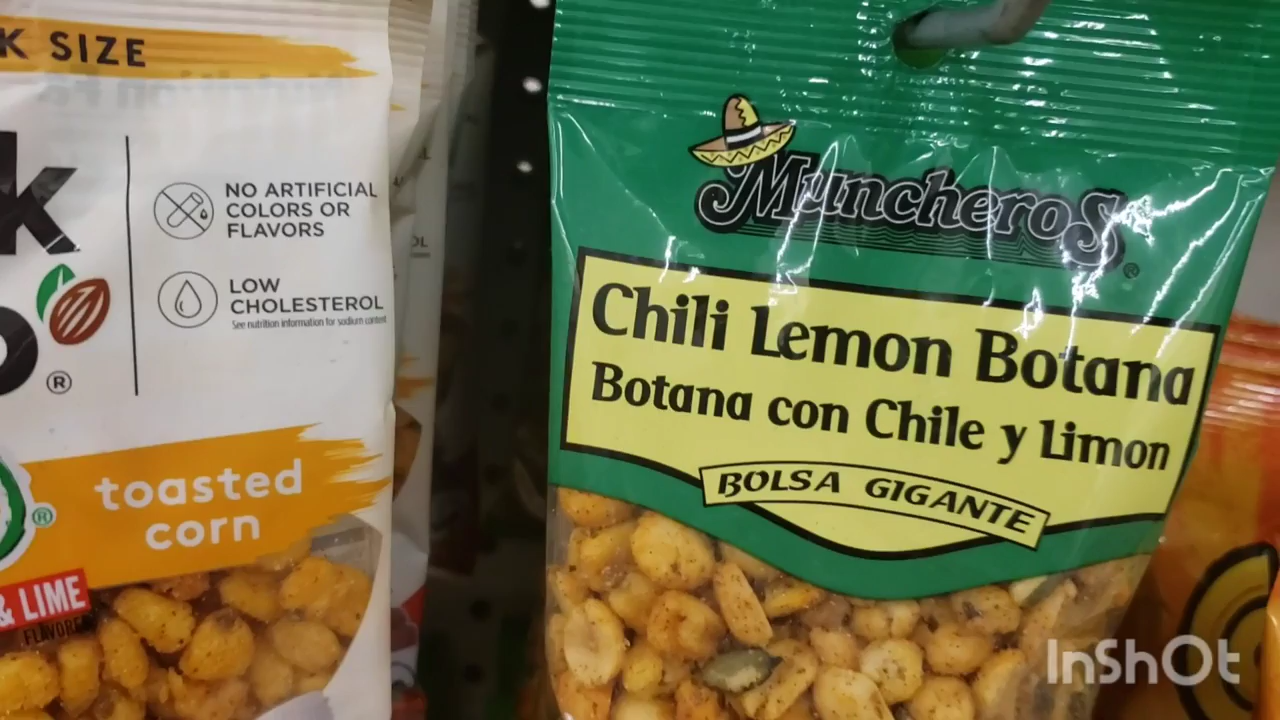 K SIZE
k
NO ARTIFICIAL
COLORS OR
FLAVORS
LOW
CHOLESTEROL
See nutrition information for sodium content
®
toasted
corn
®
& LIME
FLAVORED
MuncheroS
®
Chili Lemon Botana
Botana con Chile y Limon
BOLSA GIGANTE
InShOt